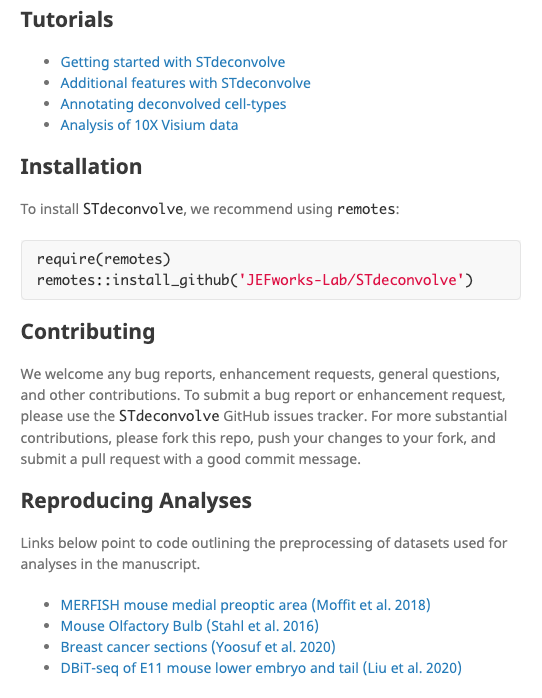 Tutorials
Getting started with STdeconvolve
Additional features with STdeconvolve
Annotating deconvolved cell-types
Analysis of 10X Visium data
Installation
To install STdeconvolve, we recommend using remotes:
require(remotes)
remotes::install_github('JEFworks-Lab/STdeconvolve')
Contributing
We welcome any bug reports, enhancement requests, general questions,
and other contributions. To submit a bug report or enhancement request,
please use the STdeconvolve GitHub issues tracker. For more substantial
contributions, please fork this repo, push your changes to your fork, and
submit a pull request with a good commit message.
Reproducing Analyses
Links below point to code outlining the preprocessing of datasets used for
analyses in the manuscript.
MERFISH mouse medial preoptic area (Moffit et al. 2018)
Mouse Olfactory Bulb (Stahl et al. 2016)
Breast cancer sections (Yoosuf et al. 2020)
DBiT-seq of E11 mouse lower embryo and tail (Liu et al. 2020)